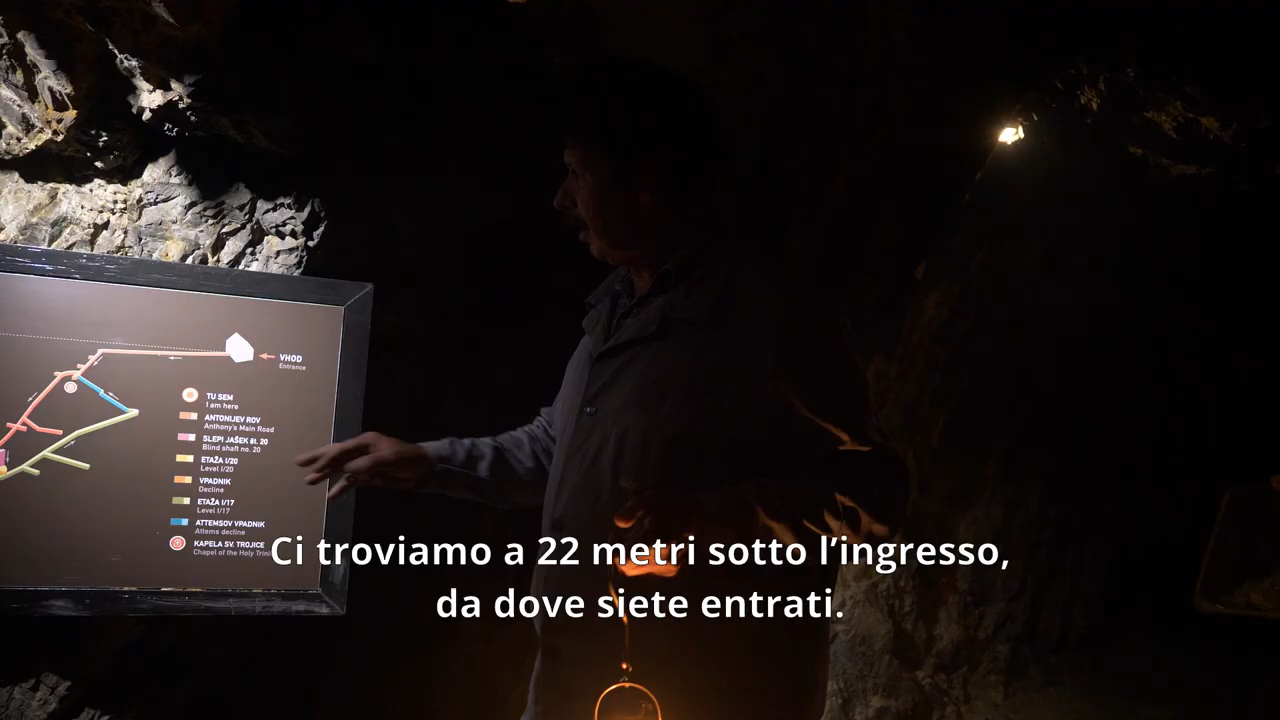 VHOD
Entrance
TU SEM
I am here
ANTONIJEV ROV
Anthony's Main Road
SLEPI JAŠEK št. 20
Blind shaft no. 20
ETAŽA I/20
Level I/20
VPADNIK
Decline
ETAŽA I/17
Level I/17
ATTEMSOV VPADNIK
Attems decline
KAPELA SV. TROJICE
Chapel of the Holy
Ci troviamo a 22 metri sotto l’ingresso,
da dove siete entrati.